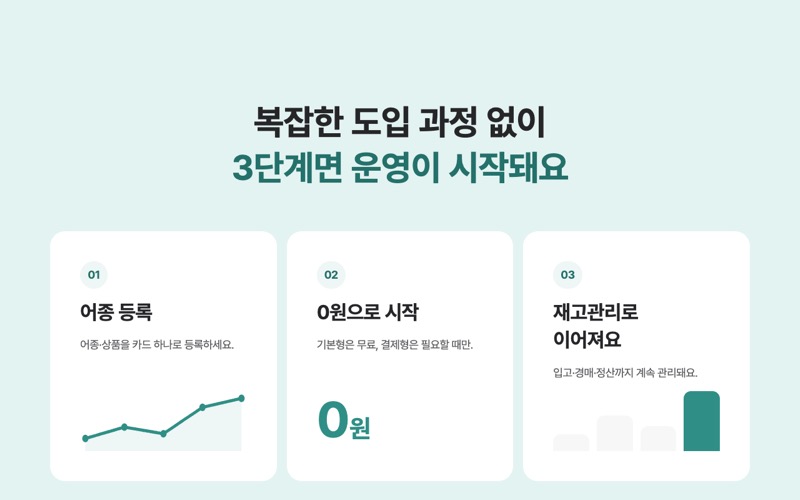 복잡한 도입 과정 없이
3단계면 운영이 시작돼요
01
어종 등록
어종·상품을 카드 하나로 등록하세요.
02
0원으로 시작
기본형은 무료, 결제형은 필요할 때만.
0원
03
재고관리로
이어져요
입고·경매·정산까지 계속 관리돼요.